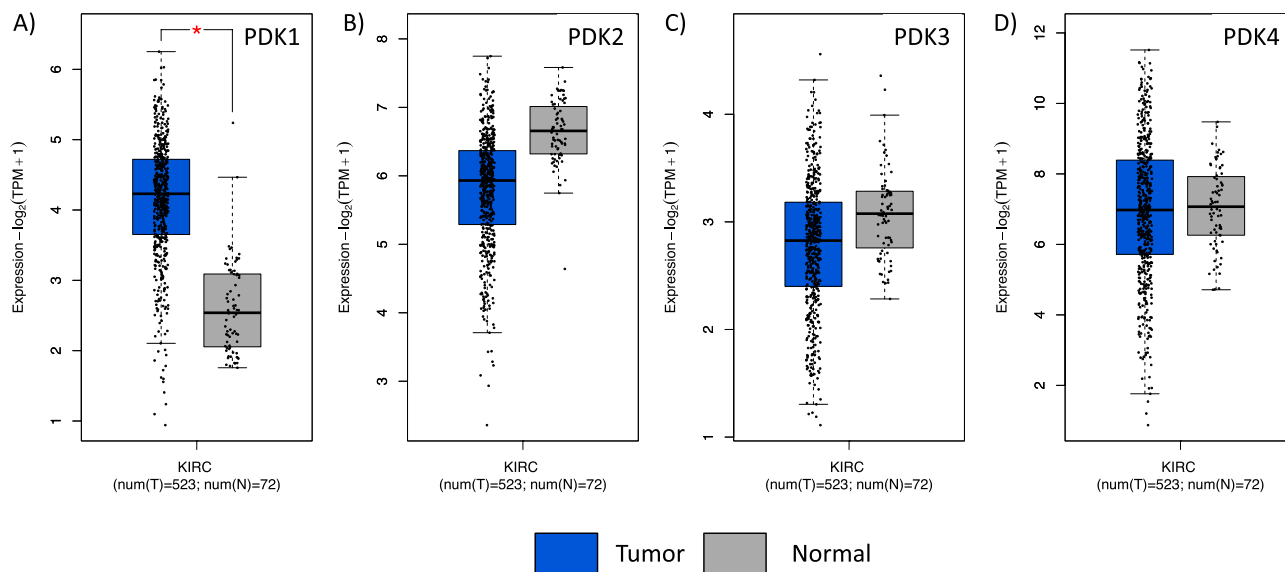 A)
PDK1
*
Expression−log2(TPM+1)
6
5
4
3
2
1
KIRC
(num(T)=523; num(N)=72)
B)
PDK2
Expression−log2(TPM+1)
8
7
6
5
4
3
KIRC
(num(T)=523; num(N)=72)
C)
PDK3
Expression−log2(TPM+1)
4
3
2
1
KIRC
(num(T)=523; num(N)=72)
D)
PDK4
Expression−log2(TPM+1)
12
10
8
6
4
2
KIRC
(num(T)=523; num(N)=72)
Tumor
Normal